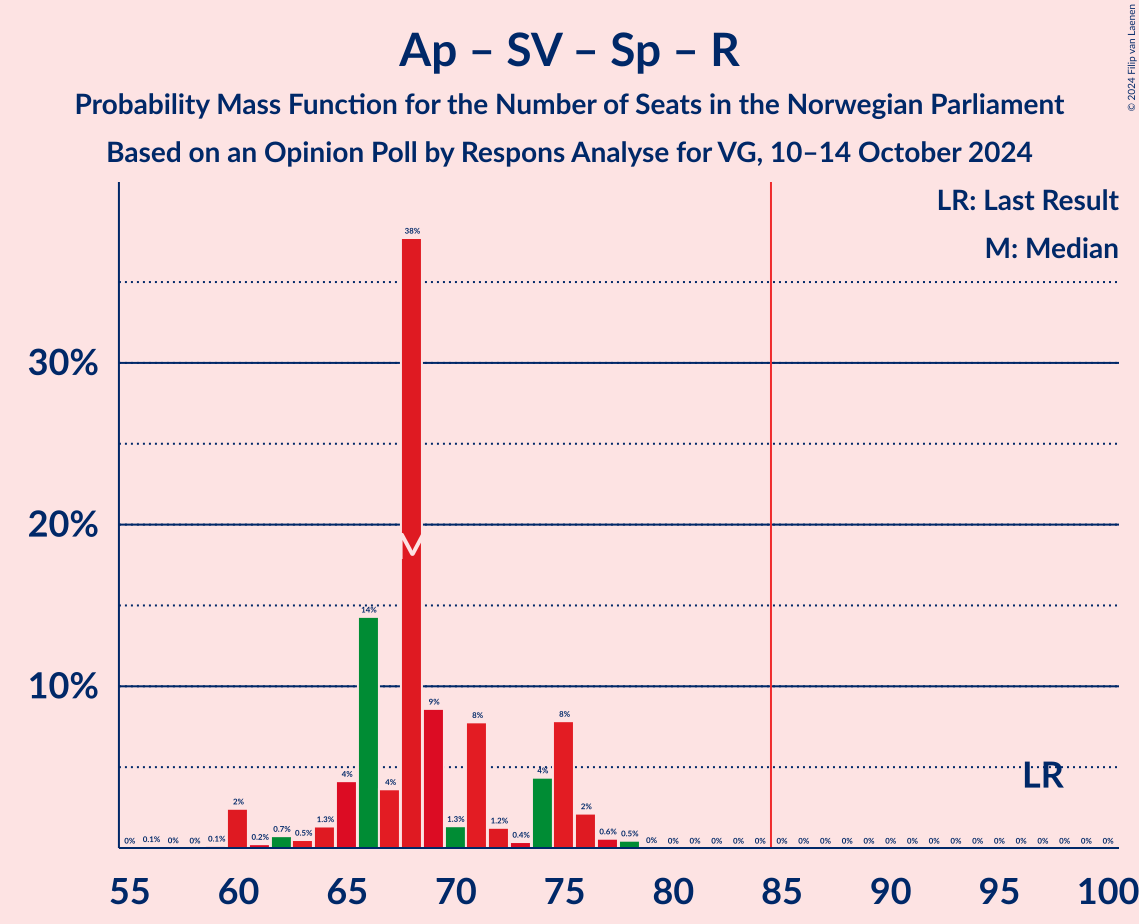 Ap – SV – Sp – R
Probability Mass Function for the Number of Seats in the Norwegian Parliament
Based on an Opinion Poll by Respons Analyse for VG, 10–14 October 2024
© 2024 Filip van Laenen
LR: Last Result
M: Median
30%
20%
10%
0% 0.1% 0% 0% 0.1% 2% 0.2% 0.7% 0.5% 1.3% 4% 14% 4% 38% 9% 1.3% 8% 1.2% 0.4% 4% 8% 2% 0.6% 0.5% 0% 0% 0% 0% 0% 0% 0% 0% 0% 0% 0% 0% 0% 0% 0% 0% 0% 0% 0% 0% 0% 0%
M
LR
55 60 65 70 75 80 85 90 95 100